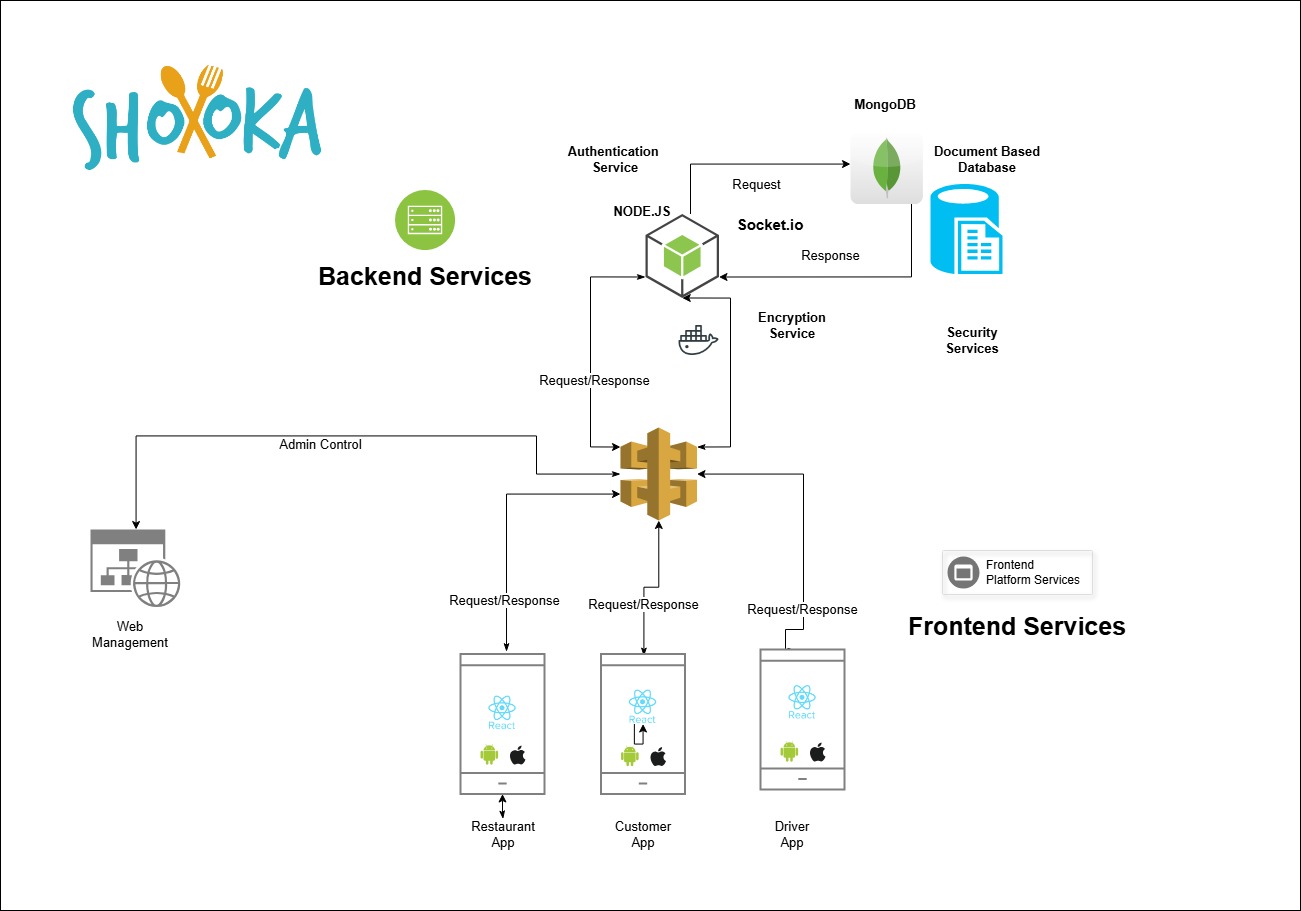 SHOXOKA
MongoDB
Authentication
Service
Document Based
Database
Request
NODE.JS
Socket.io
Response
Backend Services
Encryption
Service
Security
Services
Request/Response
Admin Control
Frontend
Platform Services
Frontend Services
Request/Response
Request/Response
Request/Response
Web
Management
React
React
React
Restaurant
App
Customer
App
Driver
App